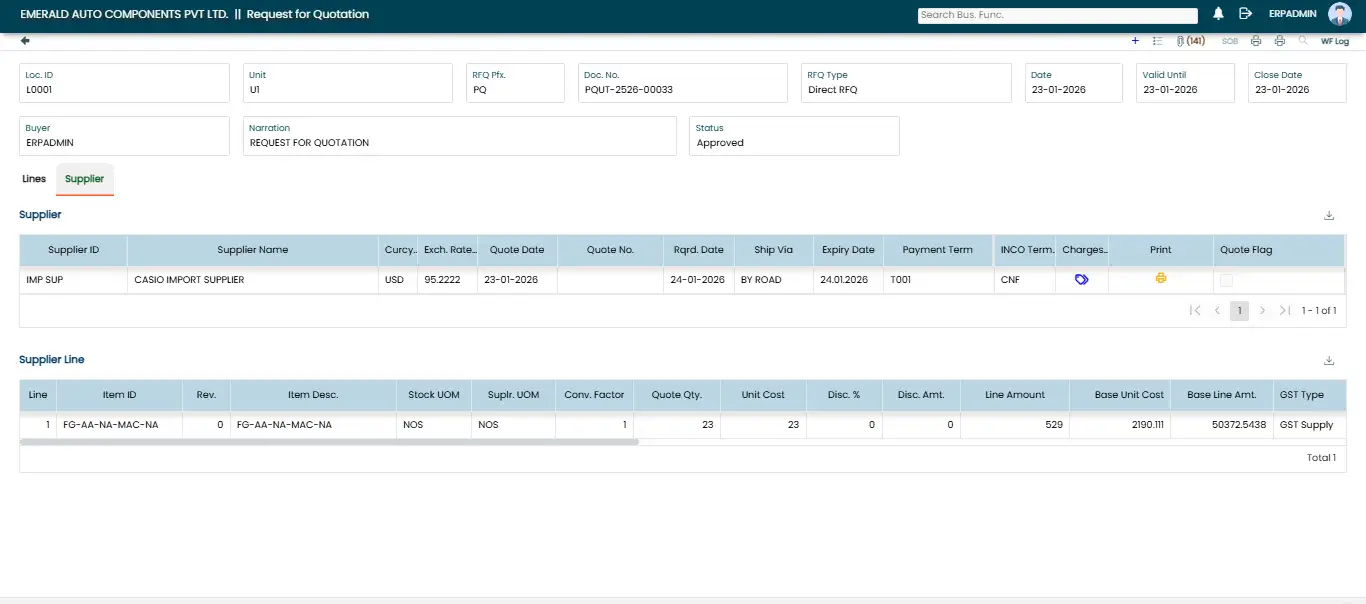 EMERALD AUTO COMPONENTS PVT LTD. || Request for Quotation
Search Bus. Func.
ERPADMIN
(141)
SOB
WF Log
Loc. ID
L0001
Unit
U1
RFQ Pfx.
PQ
Doc. No.
PQUT-2526-00033
RFQ Type
Direct RFQ
Date
23-01-2026
Valid Until
23-01-2026
Close Date
23-01-2026
Buyer
ERPADMIN
Narration
REQUEST FOR QUOTATION
Status
Approved
Lines Supplier
Supplier
Supplier ID Supplier Name Curcy... Exch. Rate... Quote Date Quote No. Rqrd. Date Ship Via Expiry Date Payment Term INCO Term. Charges... Print Quote Flag
IMP SUP CASIO IMPORT SUPPLIER USD 95.2222 23-01-2026 24-01-2026 BY ROAD 24.01.2026 T001 CNF
1 1 - 1 of 1
Supplier Line
Line Item ID Rev. Item Desc. Stock UOM Suplr. UOM Conv. Factor Quote Qty. Unit Cost Disc. % Disc. Amt. Line Amount Base Unit Cost Base Line Amt. GST Type
1 FG-AA-NA-MAC-NA 0 FG-AA-NA-MAC-NA NOS NOS 1 23 23 0 0 529 2190.111 50372.5438 GST Supply
Total 1